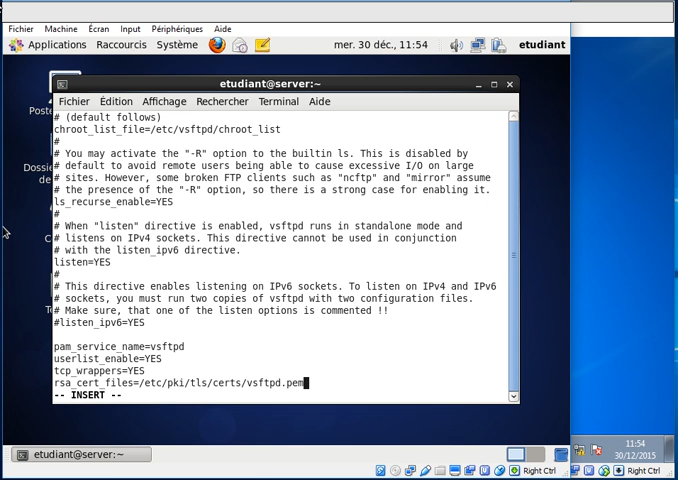 Fichier Machine Écran Input Périphériques Aide
Applications Raccourcis Système mer. 30 déc., 11:54 etudiant
etudiant@server:~
Fichier Édition Affichage Rechercher Terminal Aide
# (default follows)
chroot_list_file=/etc/vsftpd/chroot_list
#
# You may activate the "-R" option to the builtin ls. This is disabled by
# default to avoid remote users being able to cause excessive I/O on large
# sites. However, some broken FTP clients such as "ncftp" and "mirror" assume
# the presence of the "-R" option, so there is a strong case for enabling it.
ls_recurse_enable=YES
#
# When "listen" directive is enabled, vsftpd runs in standalone mode and
# listens on IPv4 sockets. This directive cannot be used in conjunction
# with the listen_ipv6 directive.
listen=YES
#
# This directive enables listening on IPv6 sockets. To listen on IPv4 and IPv6
# sockets, you must run two copies of vsftpd with two configuration files.
# Make sure, that one of the listen options is commented !!
#listen_ipv6=YES
pam_service_name=vsftpd
userlist_enable=YES
tcp_wrappers=YES
rsa_cert_files=/etc/pki/tls/certs/vsftpd.pem
-- INSERT --
Poste
Dossie
de
etudiant@server:~
11:54
30/12/2015
Right Ctrl
Right Ctrl